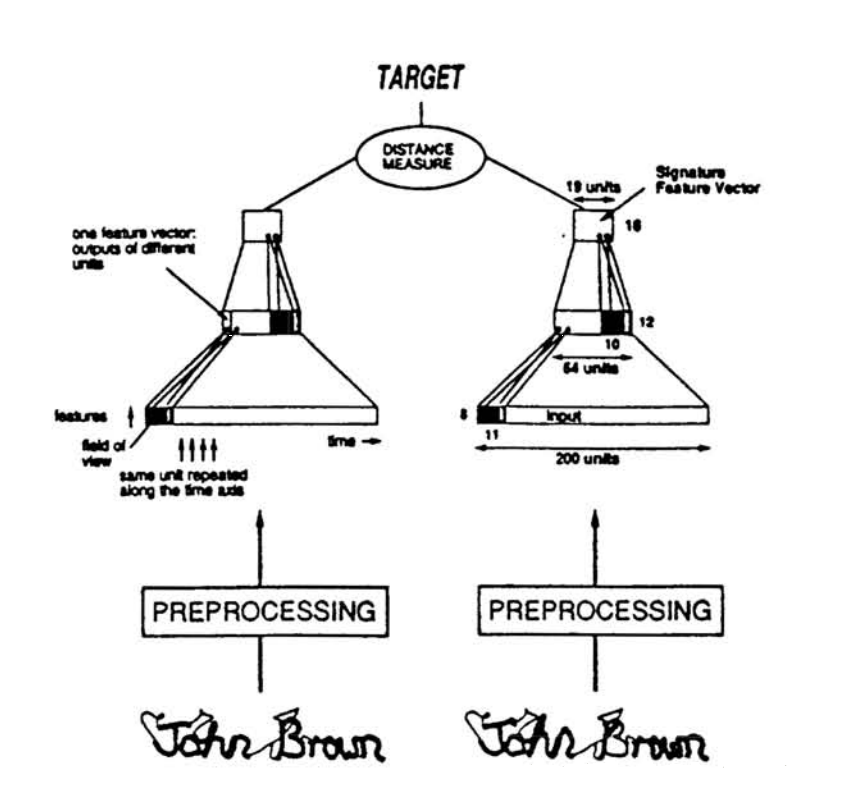 TARGET
DISTANCE
MEASURE
one feature vector:
outputs of different
units
features
field of
view
same unit repeated
along the time axis
time
PREPROCESSING
John Brown
19 units
Signature
Feature Vector
16
12
10
64 units
8
input
11
200 units
PREPROCESSING
John Brown